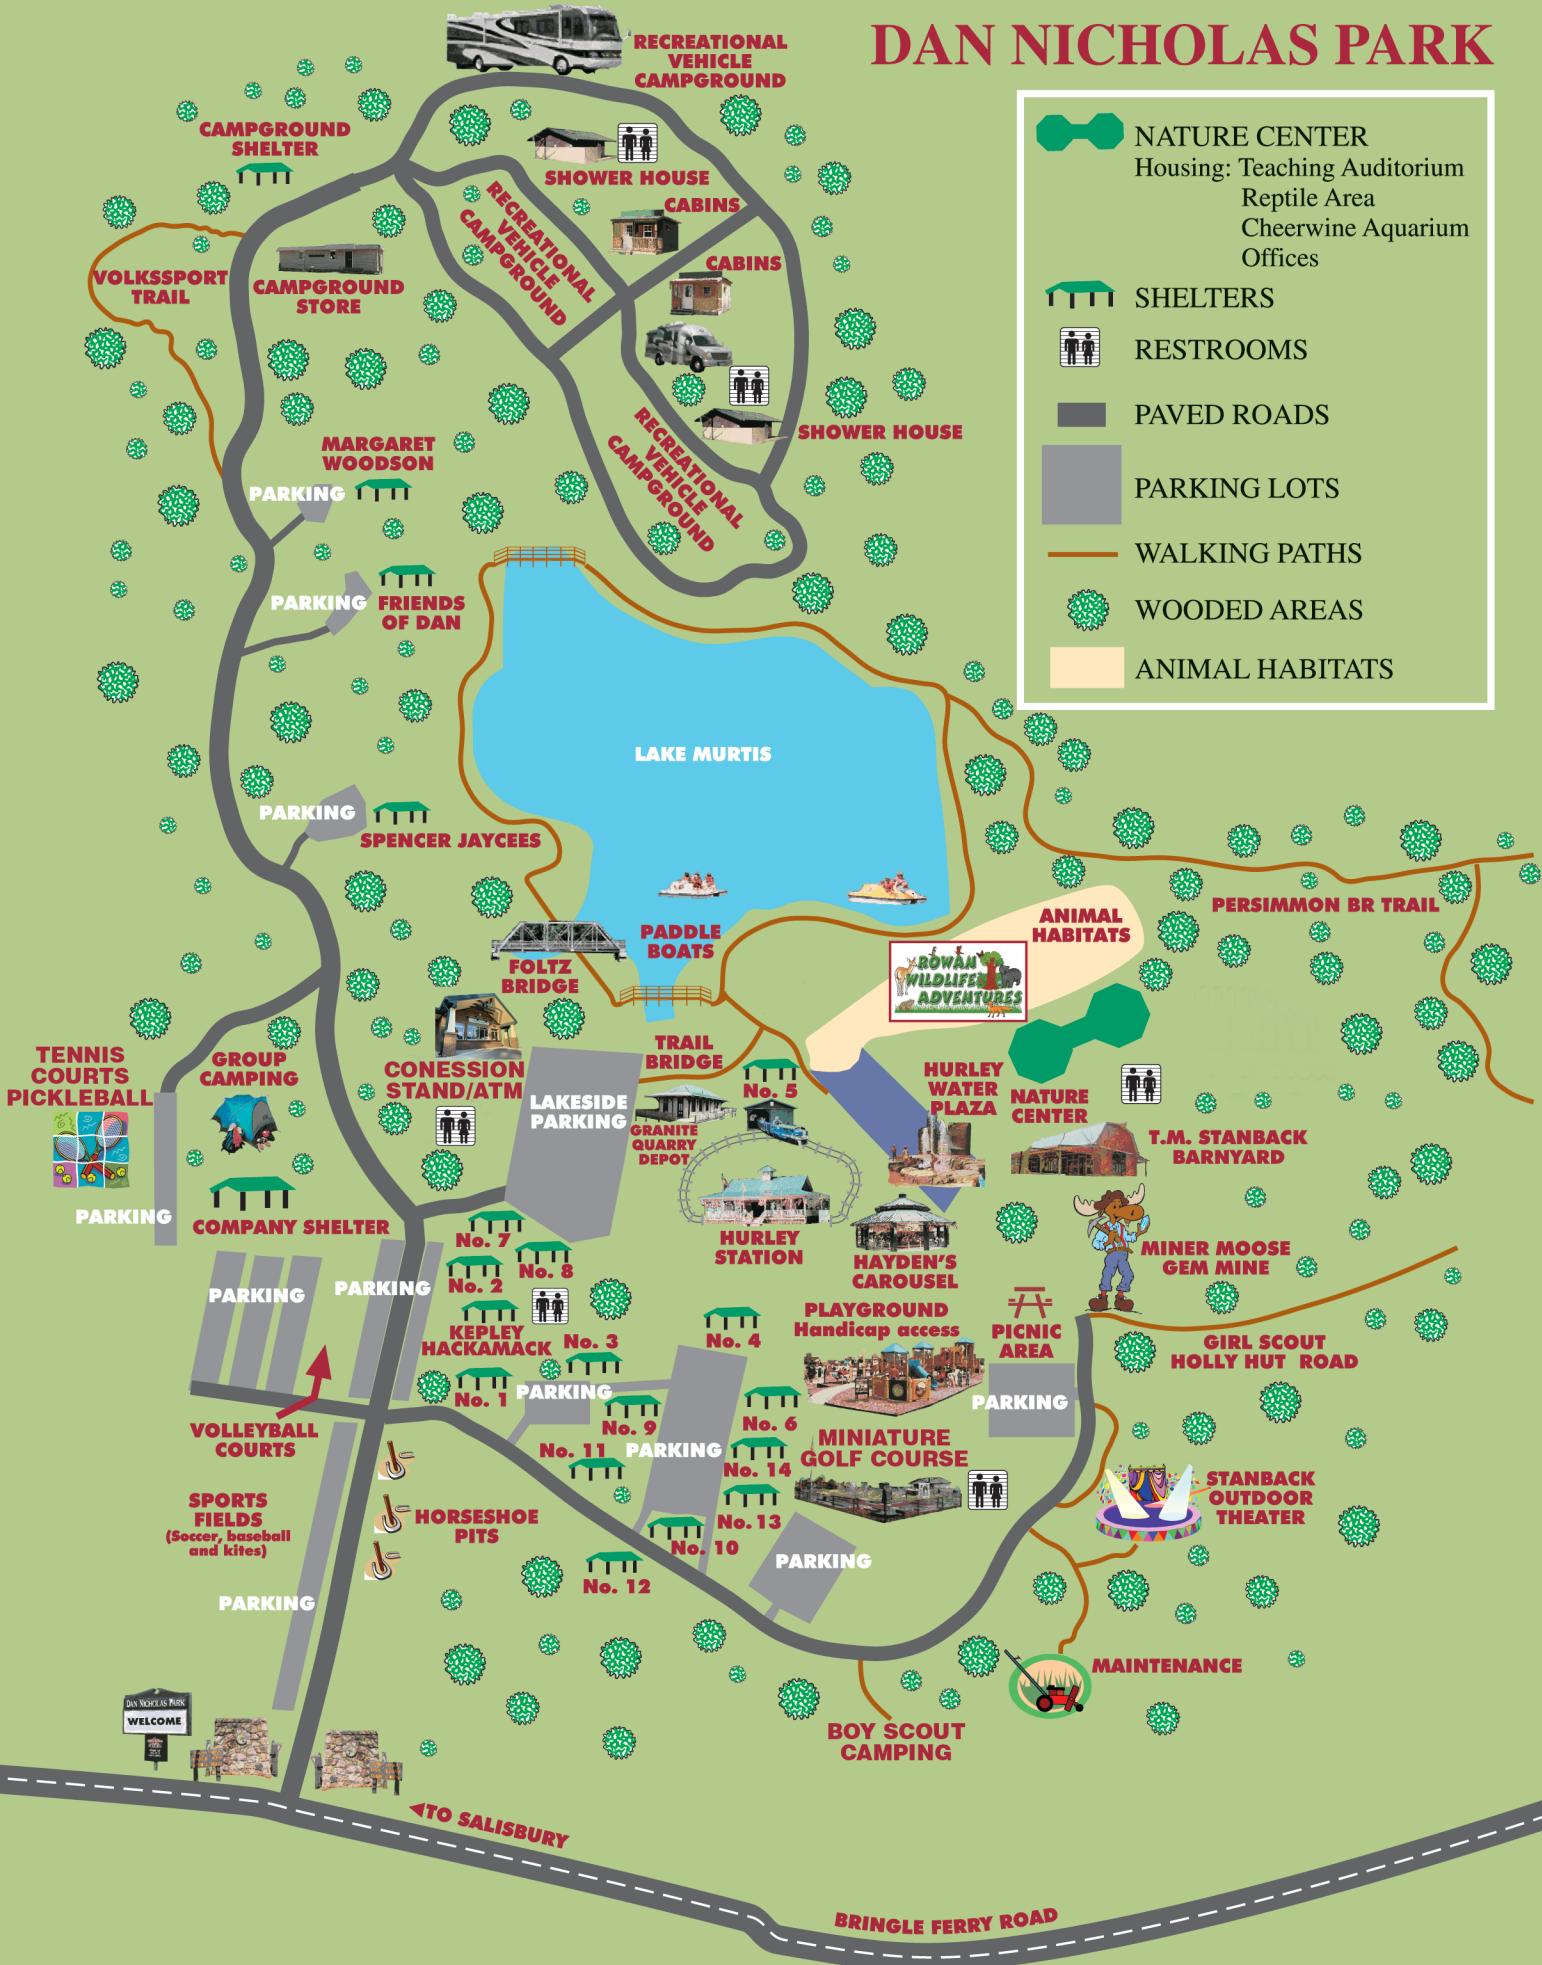 DAN NICHOLAS PARK
RECREATIONAL
VEHICLE
CAMPGROUND
NATURE CENTER
Housing: Teaching Auditorium
Reptile Area
Cheerwine Aquarium
Offices
SHELTERS
RESTROOMS
PAVED ROADS
PARKING LOTS
WALKING PATHS
WOODED AREAS
ANIMAL HABITATS
CAMPGROUND
SHELTER
SHOWER HOUSE
CABINS
RECREATIONAL
VEHICLE
CAMPGROUND
CABINS
VOLKSSPORT
TRAIL
CAMPGROUND
STORE
SHOWER HOUSE
RECREATIONAL
VEHICLE
CAMPGROUND
MARGARET
WOODSON
PARKING
PARKING
FRIENDS
OF DAN
LAKE MURTIS
PARKING
SPENCER JAYCEES
PERSIMMON BR TRAIL
ANIMAL
HABITATS
PADDLE
BOATS
ROWAN
WILDLIFE
ADVENTURES
FOLTZ
BRIDGE
TENNIS
COURTS
PICKLEBALL
GROUP
CAMPING
CONESSION
STAND/ATM
TRAIL
BRIDGE
LAKESIDE
PARKING
No. 5
GRANITE
QUARRY
DEPOT
HURLEY
WATER
PLAZA
NATURE
CENTER
T.M. STANBACK
BARNYARD
PARKING
COMPANY SHELTER
No. 7
No. 8
No. 2
HURLEY
STATION
HAYDEN'S
CAROUSEL
MINER MOOSE
GEM MINE
PARKING
PARKING
KEPLEY
HACKAMACK
No. 3
No. 4
PLAYGROUND
Handicap access
PICNIC
AREA
GIRL SCOUT
HOLLY HUT ROAD
No. 1
PARKING
PARKING
VOLLEYBALL
COURTS
No. 9
No. 6
No. 11
PARKING
No. 14
MINIATURE
GOLF COURSE
STANBACK
OUTDOOR
THEATER
SPORTS
FIELDS
(Soccer, baseball
and kites)
HORSESHOE
PITS
No. 13
No. 10
No. 12
PARKING
PARKING
MAINTENANCE
DAN NICHOLAS PARK
WELCOME
BOY SCOUT
CAMPING
TO SALISBURY
BRINGLE FERRY ROAD